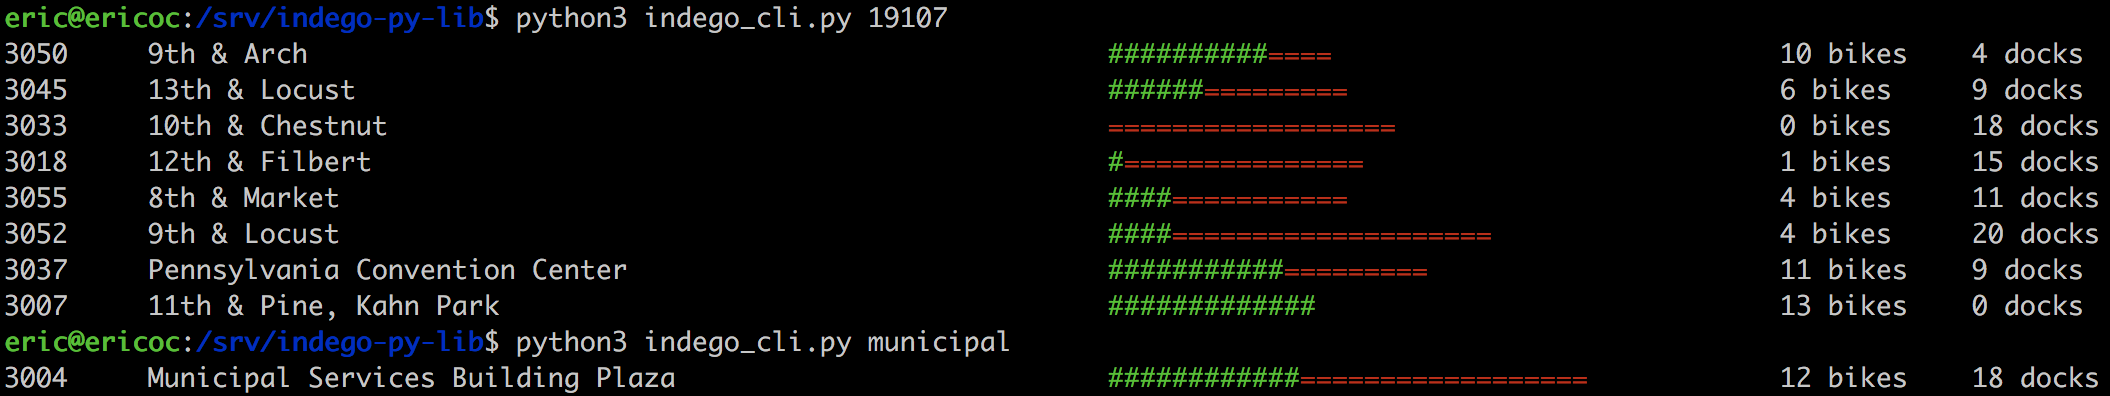 eric@ericoc:/srv/indego-py-lib$ python3 indego_cli.py 19107
3050 9th & Arch ##########==== 10 bikes 4 docks
3045 13th & Locust ######========= 6 bikes 9 docks
3033 10th & Chestnut ================== 0 bikes 18 docks
3018 12th & Filbert #=============== 1 bikes 15 docks
3055 8th & Market ####=========== 4 bikes 11 docks
3052 9th & Locust ####==================== 4 bikes 20 docks
3037 Pennsylvania Convention Center ###########========= 11 bikes 9 docks
3007 11th & Pine, Kahn Park ############# 13 bikes 0 docks
eric@ericoc:/srv/indego-py-lib$ python3 indego_cli.py municipal
3004 Municipal Services Building Plaza ############================== 12 bikes 18 docks